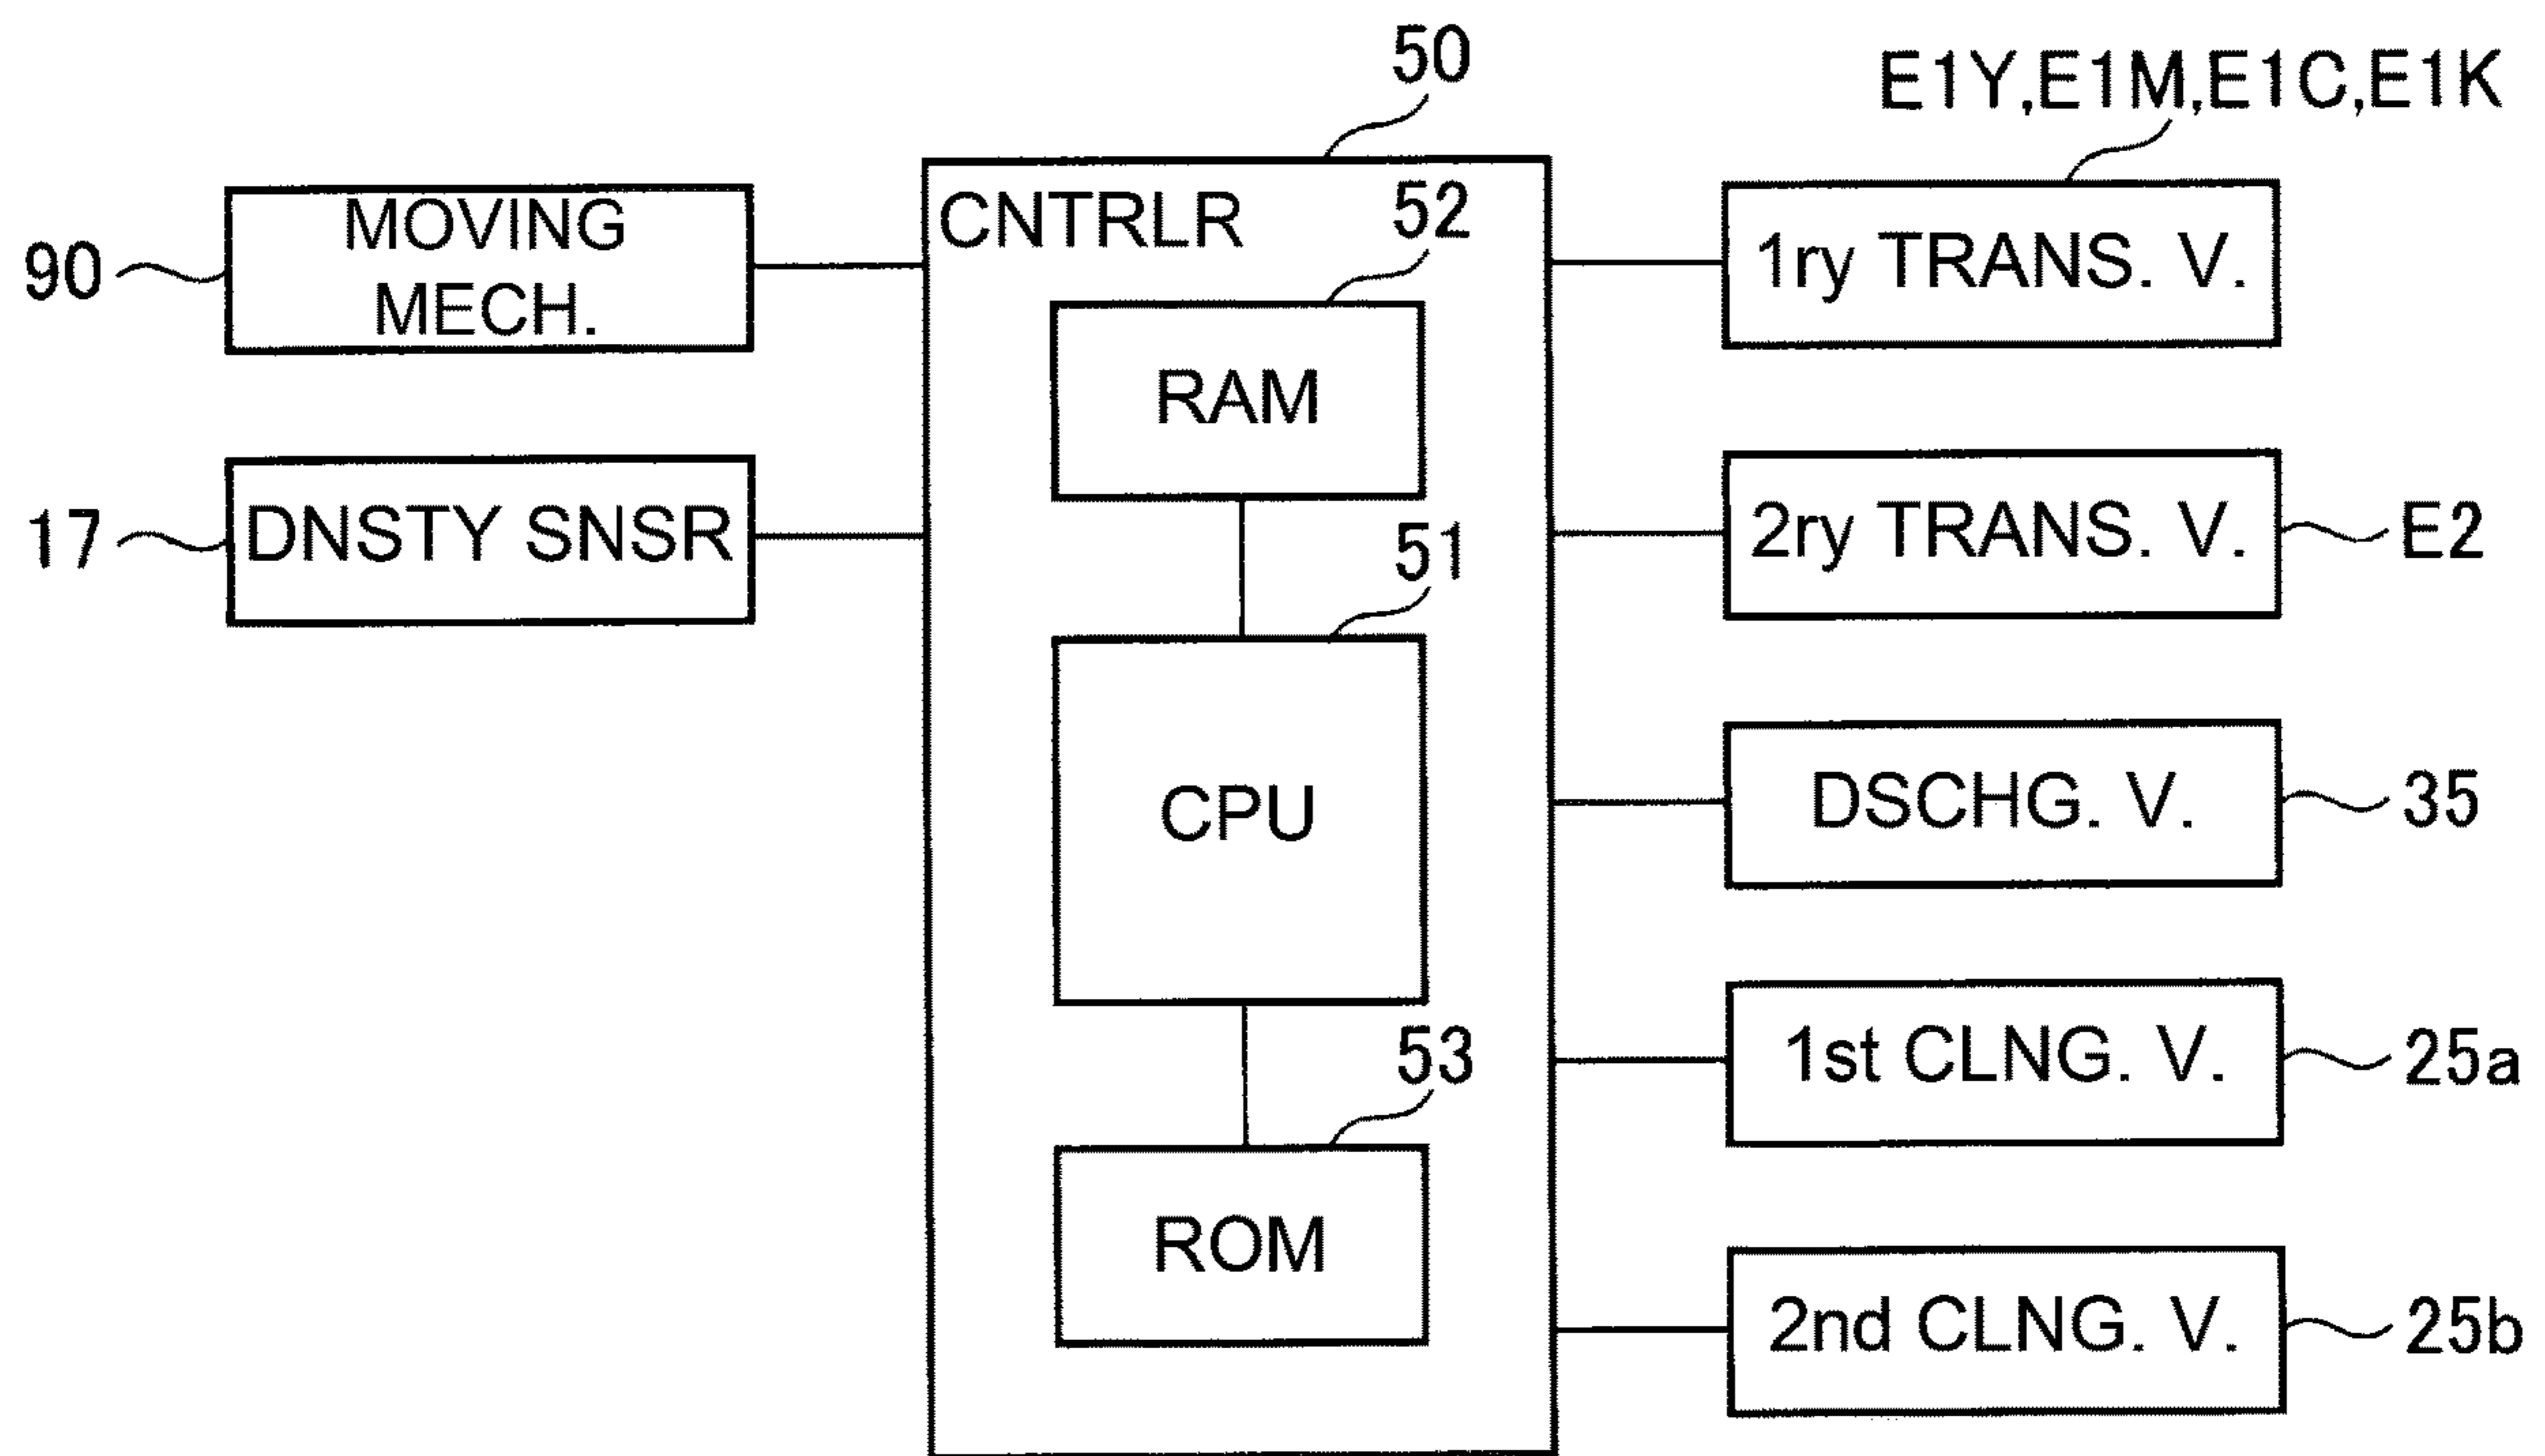 50
E1Y,E1M,E1C,E1K
90
MOVING
MECH.
CNTRLR
52
RAM
1ry TRANS. V.
17
DNSTY SNSR
51
CPU
2ry TRANS. V.
E2
DSCHG. V.
35
53
ROM
1st CLNG. V.
25a
2nd CLNG. V.
25b